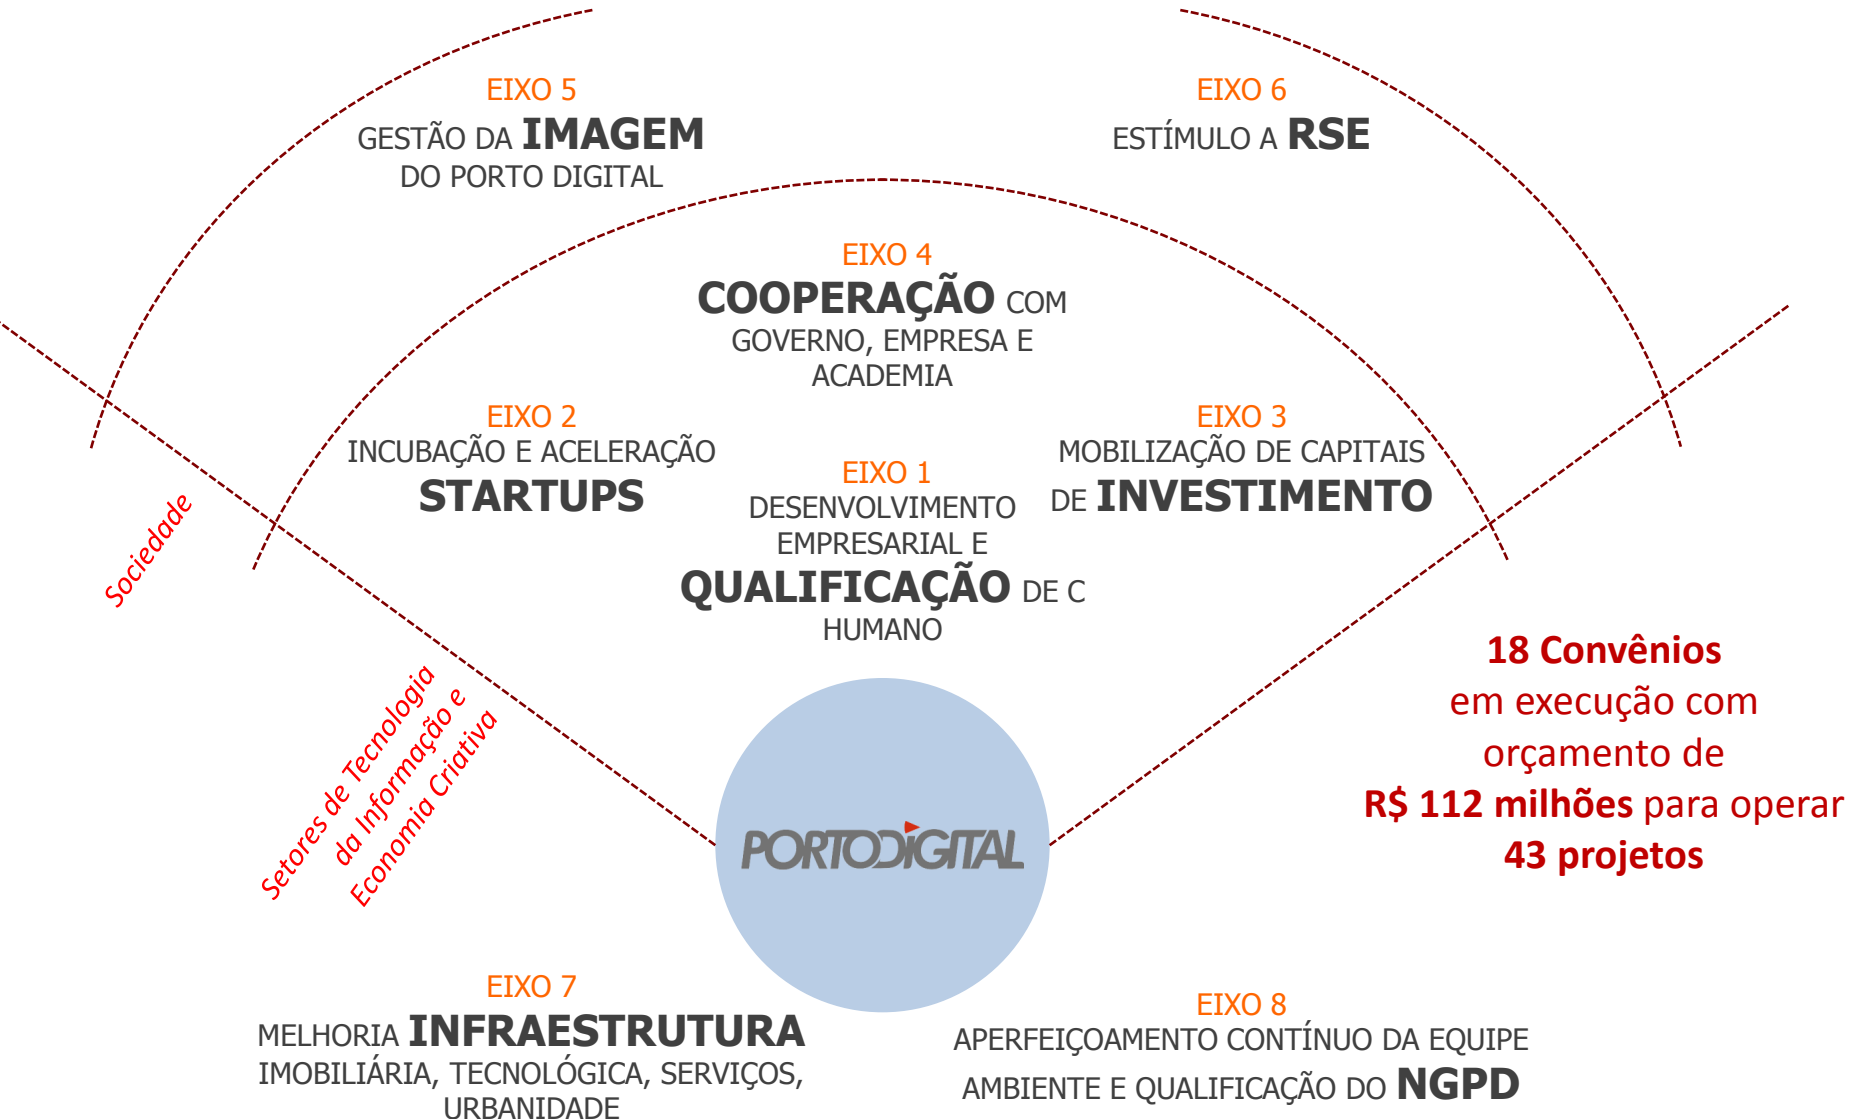 EIXO 5
GESTÃO DA IMAGEM
DO PORTO DIGITAL
EIXO 6
ESTÍMULO A RSE
EIXO 4
COOPERAÇÃO COM
GOVERNO, EMPRESA E
ACADEMIA
EIXO 2
INCUBAÇÃO E ACELERAÇÃO
STARTUPS
EIXO 1
DESENVOLVIMENTO
EMPRESARIAL E
QUALIFICAÇÃO DE C
HUMANO
EIXO 3
MOBILIZAÇÃO DE CAPITAIS
DE INVESTIMENTO
Sociedade
Setores de Tecnologia
da Informação e
Economia Criativa
18 Convênios
em execução com
orçamento de
R$ 112 milhões para operar
43 projetos
PORTODIGITAL
EIXO 7
MELHORIA INFRAESTRUTURA
IMOBILIÁRIA, TECNOLÓGICA, SERVIÇOS,
URBANIDADE
EIXO 8
APERFEIÇOAMENTO CONTÍNUO DA EQUIPE
AMBIENTE E QUALIFICAÇÃO DO NGPD